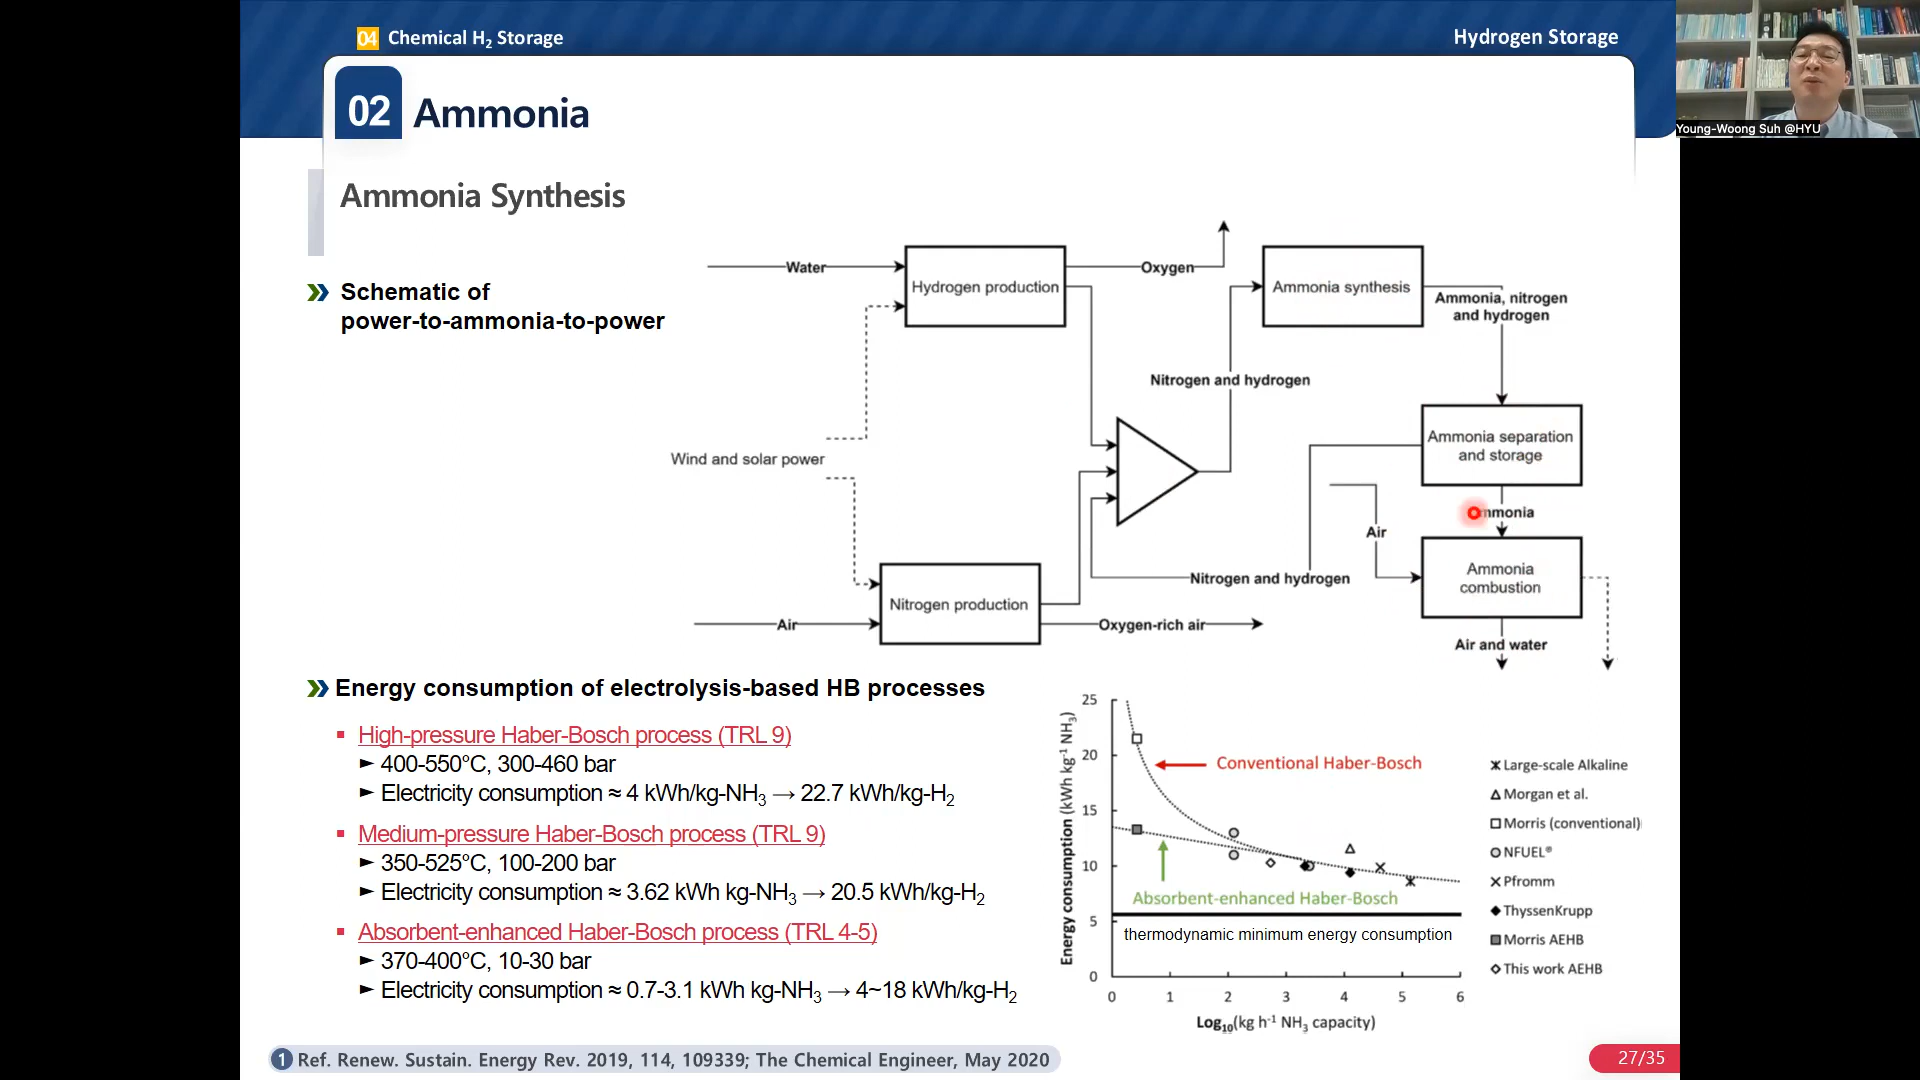 04 Chemical H2 Storage
Hydrogen Storage
Young-Woong Suh @HYU
02 Ammonia
Ammonia Synthesis
Schematic of
power-to-ammonia-to-power
Water
Hydrogen production
Oxygen
Ammonia synthesis
Ammonia, nitrogen
and hydrogen
Nitrogen and hydrogen
Wind and solar power
Ammonia separation
and storage
mmonia
Air
Ammonia
combustion
Nitrogen and hydrogen
Nitrogen production
Air
Oxygen-rich air
Air and water
Energy consumption of electrolysis-based HB processes
▪ High-pressure Haber-Bosch process (TRL 9)
► 400-550°C, 300-460 bar
► Electricity consumption ≈ 4 kWh/kg-NH3 → 22.7 kWh/kg-H2
▪ Medium-pressure Haber-Bosch process (TRL 9)
► 350-525°C, 100-200 bar
► Electricity consumption ≈ 3.62 kWh kg-NH3 → 20.5 kWh/kg-H2
▪ Absorbent-enhanced Haber-Bosch process (TRL 4-5)
► 370-400°C, 10-30 bar
► Electricity consumption ≈ 0.7-3.1 kWh kg-NH3 → 4~18 kWh/kg-H2
Energy consumption (kWh kg-1 NH3)
25
20
15
10
5
0
0 1 2 3 4 5 6
Log10(kg h-1 NH3 capacity)
Conventional Haber-Bosch
Absorbent-enhanced Haber-Bosch
thermodynamic minimum energy consumption
Large-scale Alkaline
Morgan et al.
Morris (conventional)
NFUEL®
Pfromm
ThyssenKrupp
Morris AEHB
This work AEHB
1 Ref. Renew. Sustain. Energy Rev. 2019, 114, 109339; The Chemical Engineer, May 2020
27/35